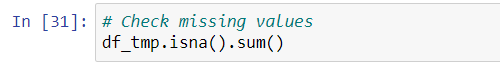 In [31]: # Check missing values
df_tmp.isna().sum()